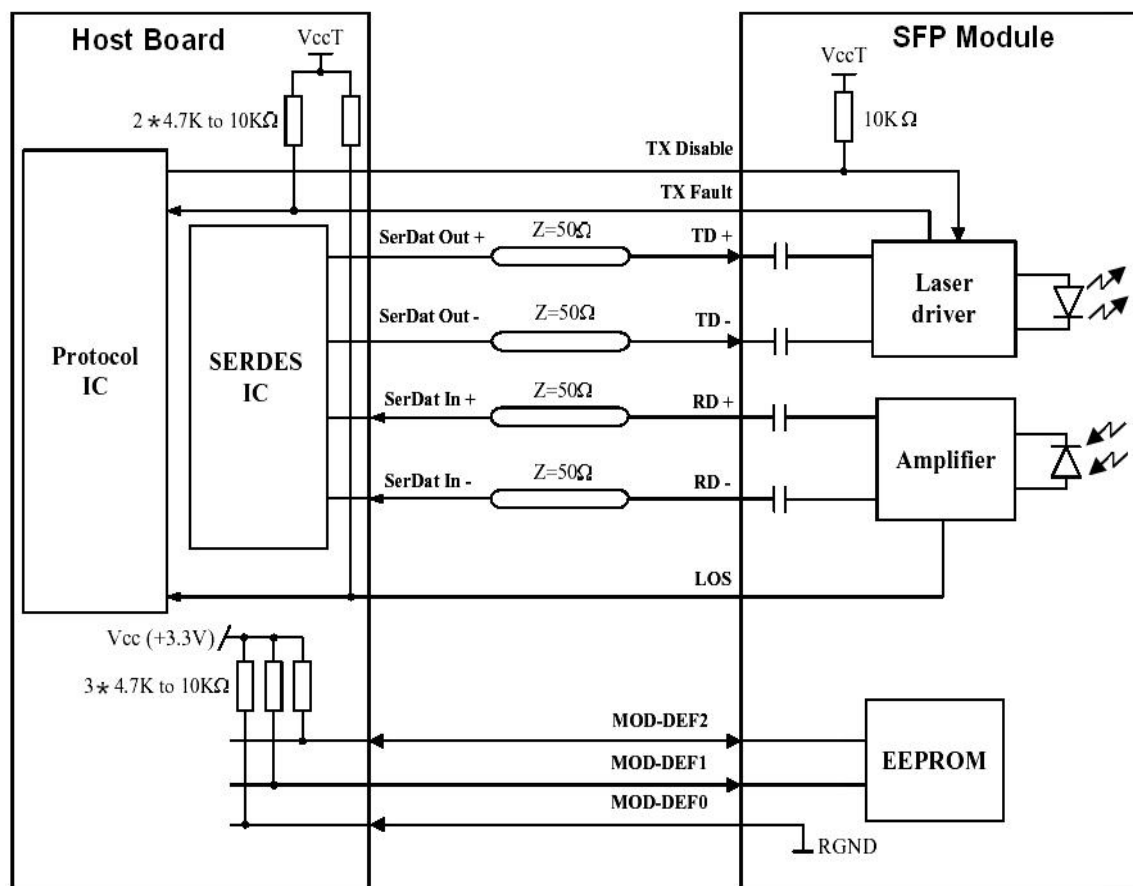 Host Board
SFP Module
VccT
VccT
2*4.7K to 10KΩ
10KΩ
TX Disable
TX Fault
SerDat Out +
Z=50Ω
TD +
Laser driver
SerDat Out -
Z=50Ω
TD -
Protocol IC
SERDES IC
SerDat In +
Z=50Ω
RD +
Amplifier
SerDat In -
Z=50Ω
RD -
LOS
Vcc (+3.3V)
3*4.7K to 10KΩ
MOD-DEF2
EEPROM
MOD-DEF1
MOD-DEF0
RGND